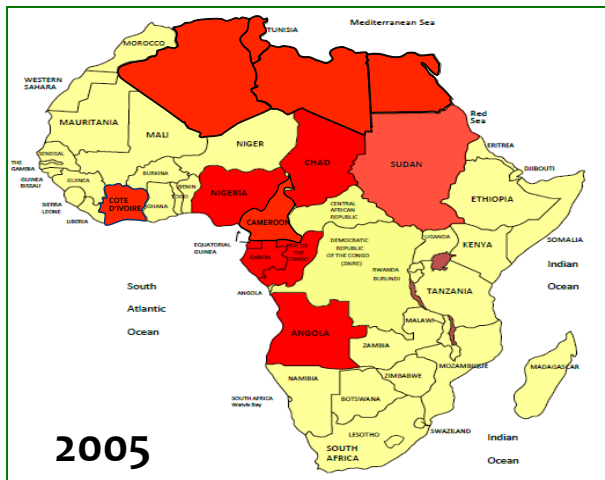 Mediterranean Sea
TUNISIA
MOROCCO
WESTERN
SAHARA
MAURITANIA
MALI
NIGER
CHAD
SUDAN
Red
Sea
ERITREA
DJIBOUTI
THE
GAMBIA
SENEGAL
GUINEA
BISSAU
GUINEA
SIERRA
LEONE
LIBERIA
COTE
D'IVOIRE
BURKINA
GHANA
TOGO
BENIN
NIGERIA
CAMEROON
CENTRAL
AFRICAN
REPUBLIC
ETHIOPIA
SOMALIA
EQUATORIAL
GUINEA
GABON
REP. OF
THE
CONGO
DEMOCRATIC
REPUBLIC
OF THE CONGO
(ZAIRE)
UGANDA
KENYA
RWANDA
BURUNDI
TANZANIA
Indian
Ocean
South
Atlantic
Ocean
ANGOLA
ANGOLA
ZAMBIA
MALAWI
MOZAMBIQUE
MADAGASCAR
ZIMBABWE
NAMIBIA
BOTSWANA
SOUTH AFRICA
Walvis Bay
SWAZILAND
LESOTHO
SOUTH
AFRICA
Indian
Ocean
2005